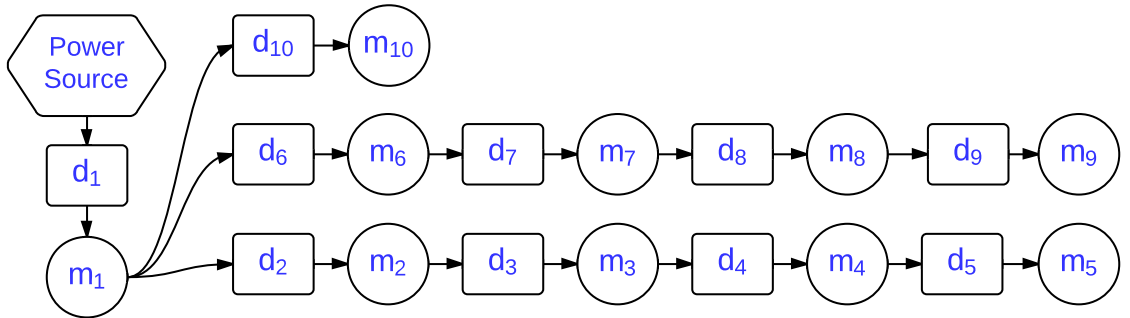 Power
Source
d₁
m₁
d₁₀ m₁₀
d₆ m₆ d₇ m₇ d₈ m₈ d₉ m₉
d₂ m₂ d₃ m₃ d₄ m₄ d₅ m₅